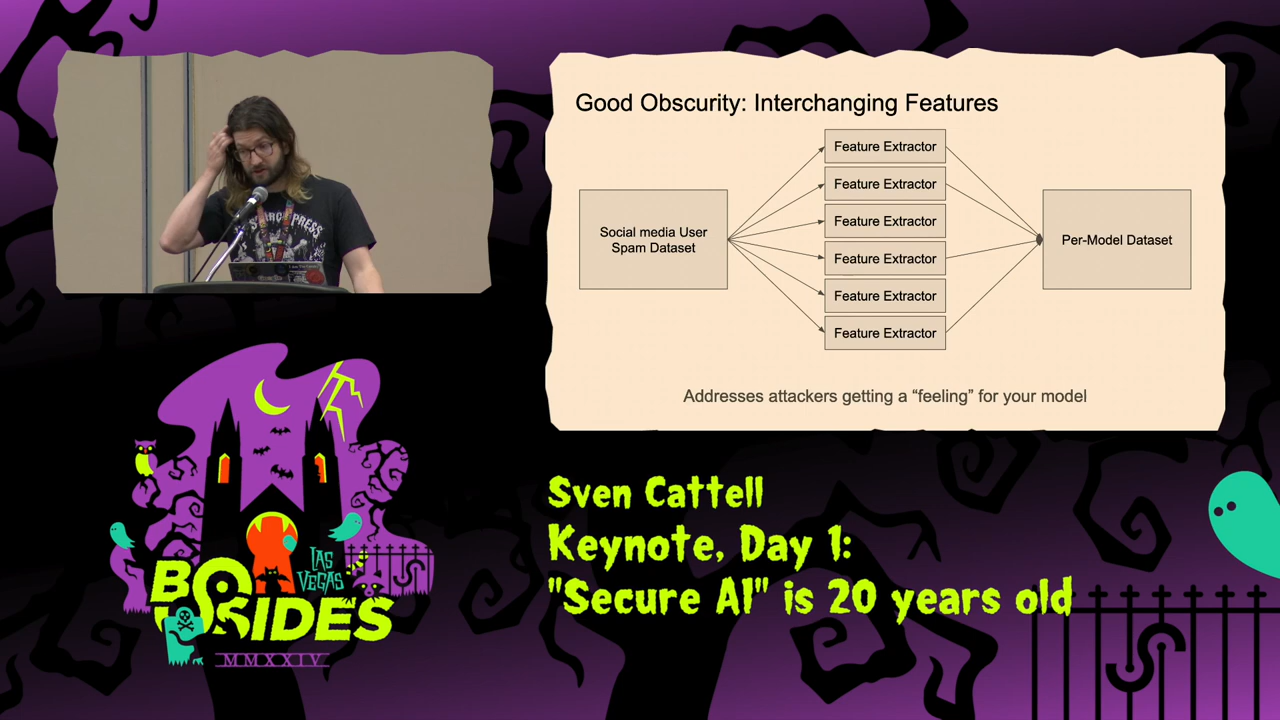 Good Obscurity: Interchanging Features
Social media User
Spam Dataset
Feature Extractor
Feature Extractor
Feature Extractor
Feature Extractor
Feature Extractor
Feature Extractor
Per-Model Dataset
Addresses attackers getting a “feeling” for your model
Sven Cattell
Keynote, Day 1:
"Secure AI" is 20 years old
LAS
VEGAS
BSIDES
MMXXIV